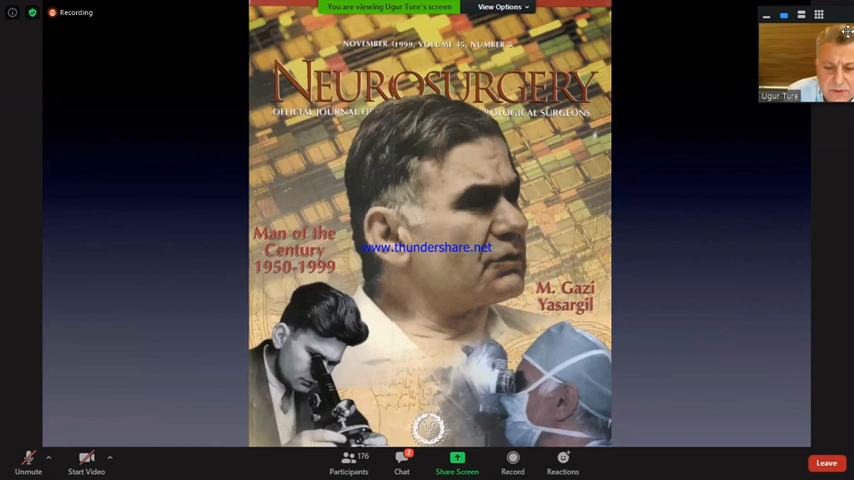 Recording
You are viewing Ugur Ture's screen
View Options
NOVEMBER 1999, VOLUME 45, NUMBER 5
NEUROSURGERY
OFFICIAL JOURNAL OF
ROLOGICAL SURGEONS
Man of the
Century
1950-1999
www.thundershare.net
M. Gazi
Yasargil
Ugur Ture
Unmute
Start Video
176
Participants
2
Chat
Share Screen
Record
Reactions
Leave